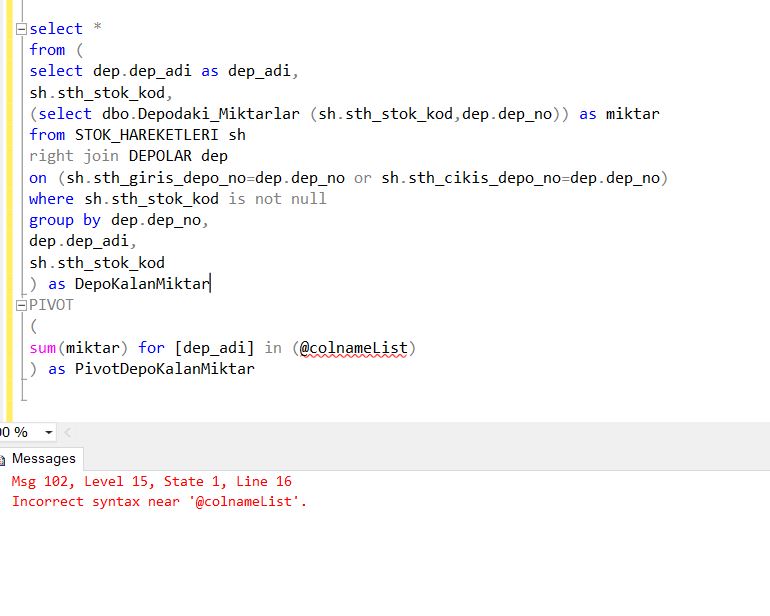 select *
from (
select dep.dep_adi as dep_adi,
sh.sth_stok_kod,
(select dbo.Depodaki_Miktarlar (sh.sth_stok_kod,dep.dep_no)) as miktar
from STOK_HAREKETLERI sh
right join DEPOLAR dep
on (sh.sth_giris_depo_no=dep.dep_no or sh.sth_cikis_depo_no=dep.dep_no)
where sh.sth_stok_kod is not null
group by dep.dep_no,
dep.dep_adi,
sh.sth_stok_kod
) as DepoKalanMiktar
PIVOT
(
sum(miktar) for [dep_adi] in (@colnameList)
) as PivotDepoKalanMiktar
00 %
Messages
Msg 102, Level 15, State 1, Line 16
Incorrect syntax near '@colnameList'.